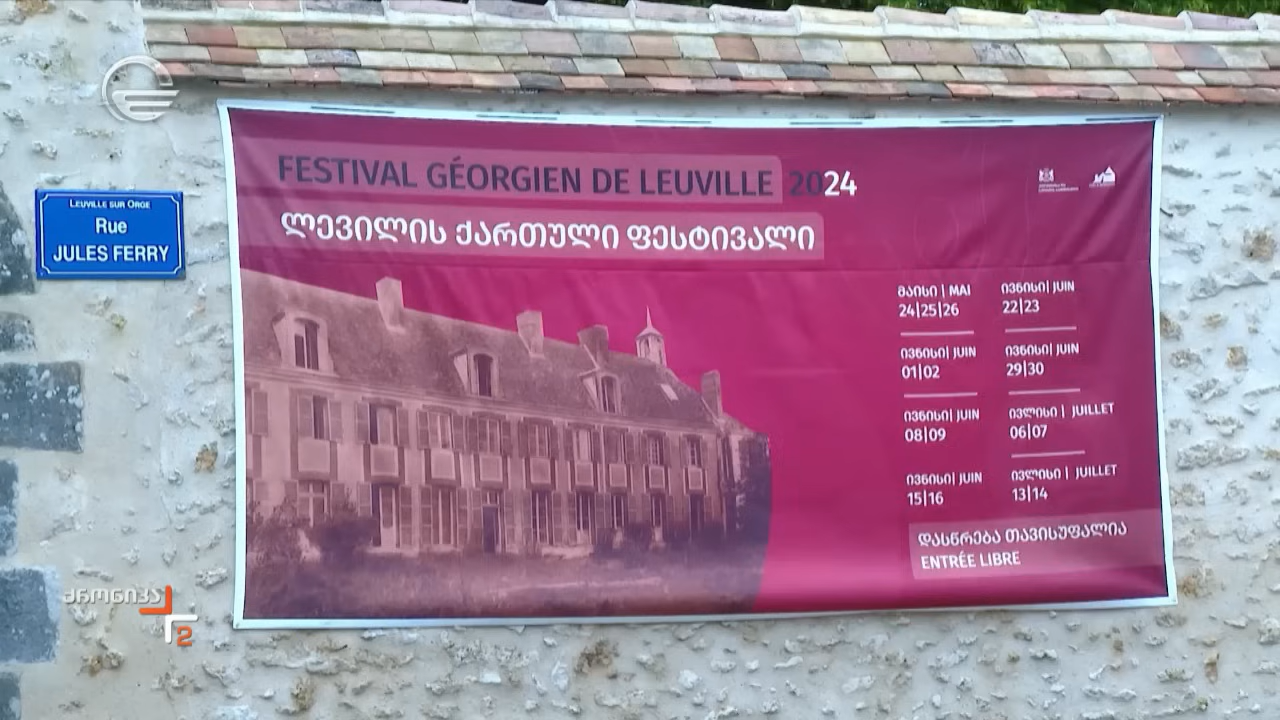 LEUVILLE SUR ORGE
Rue
JULES FERRY
FESTIVAL GÉORGIEN DE LEUVILLE 2024
ლევილის ქართული ფესტივალი
მაისი | MAI
24|25|26
ივნისი| JUIN
01|02
ივნისი| JUIN
08|09
ივნისი| JUIN
15|16
ივნისი| JUIN
22|23
ივნისი| JUIN
29|30
ივლისი | JUILLET
06|07
ივლისი | JUILLET
13|14
დასწრება თავისუფალია
ENTRÉE LIBRE
ქრონიკა
2